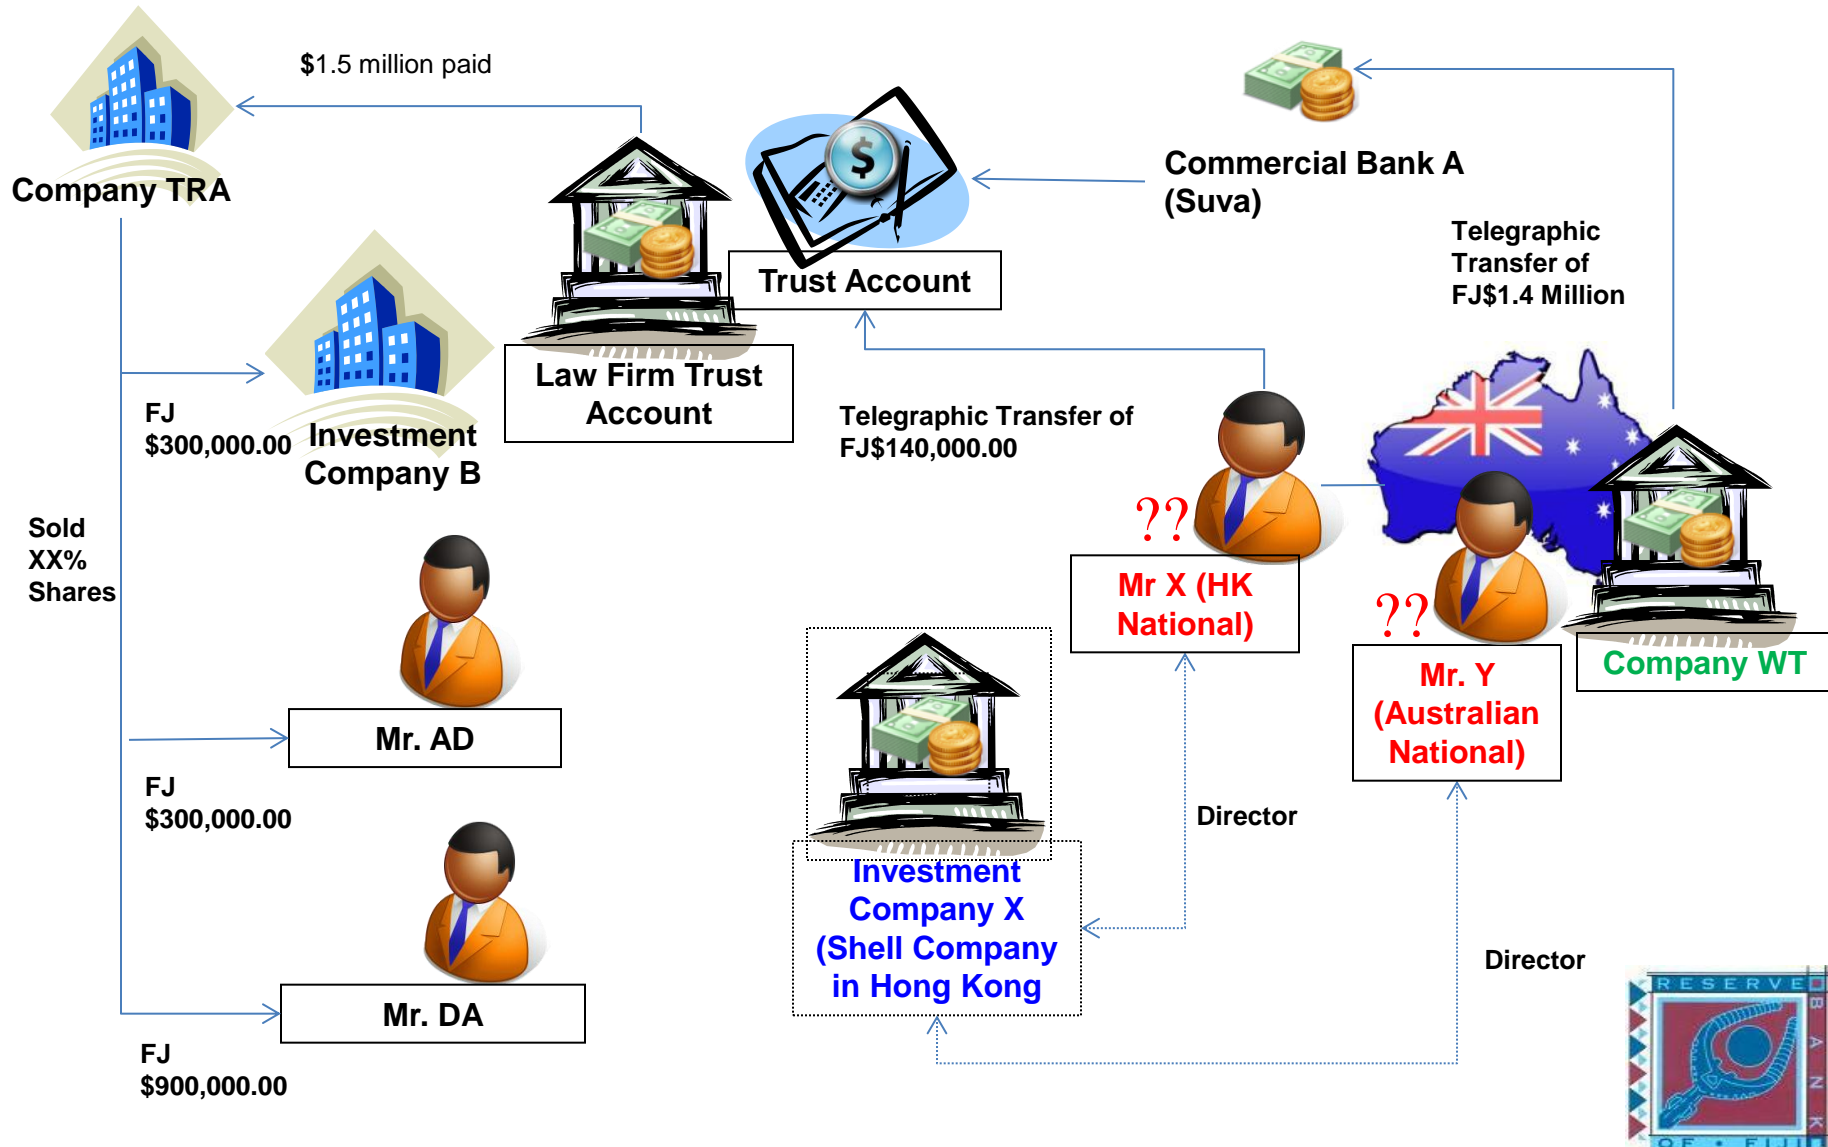 $1.5 million paid
Company TRA
Commercial Bank A
(Suva)
Telegraphic
Transfer of
FJ$1.4 Million
$
Trust Account
Law Firm Trust
Account
FJ
$300,000.00
Investment
Company B
Telegraphic Transfer of
FJ$140,000.00
Sold
XX%
Shares
??
Mr X (HK
National)
??
Mr. Y
(Australian
National)
Company WT
Mr. AD
FJ
$300,000.00
Director
Investment
Company X
(Shell Company
in Hong Kong
Director
Mr. DA
FJ
$900,000.00
RESERVE
BANK
OF • FIJI